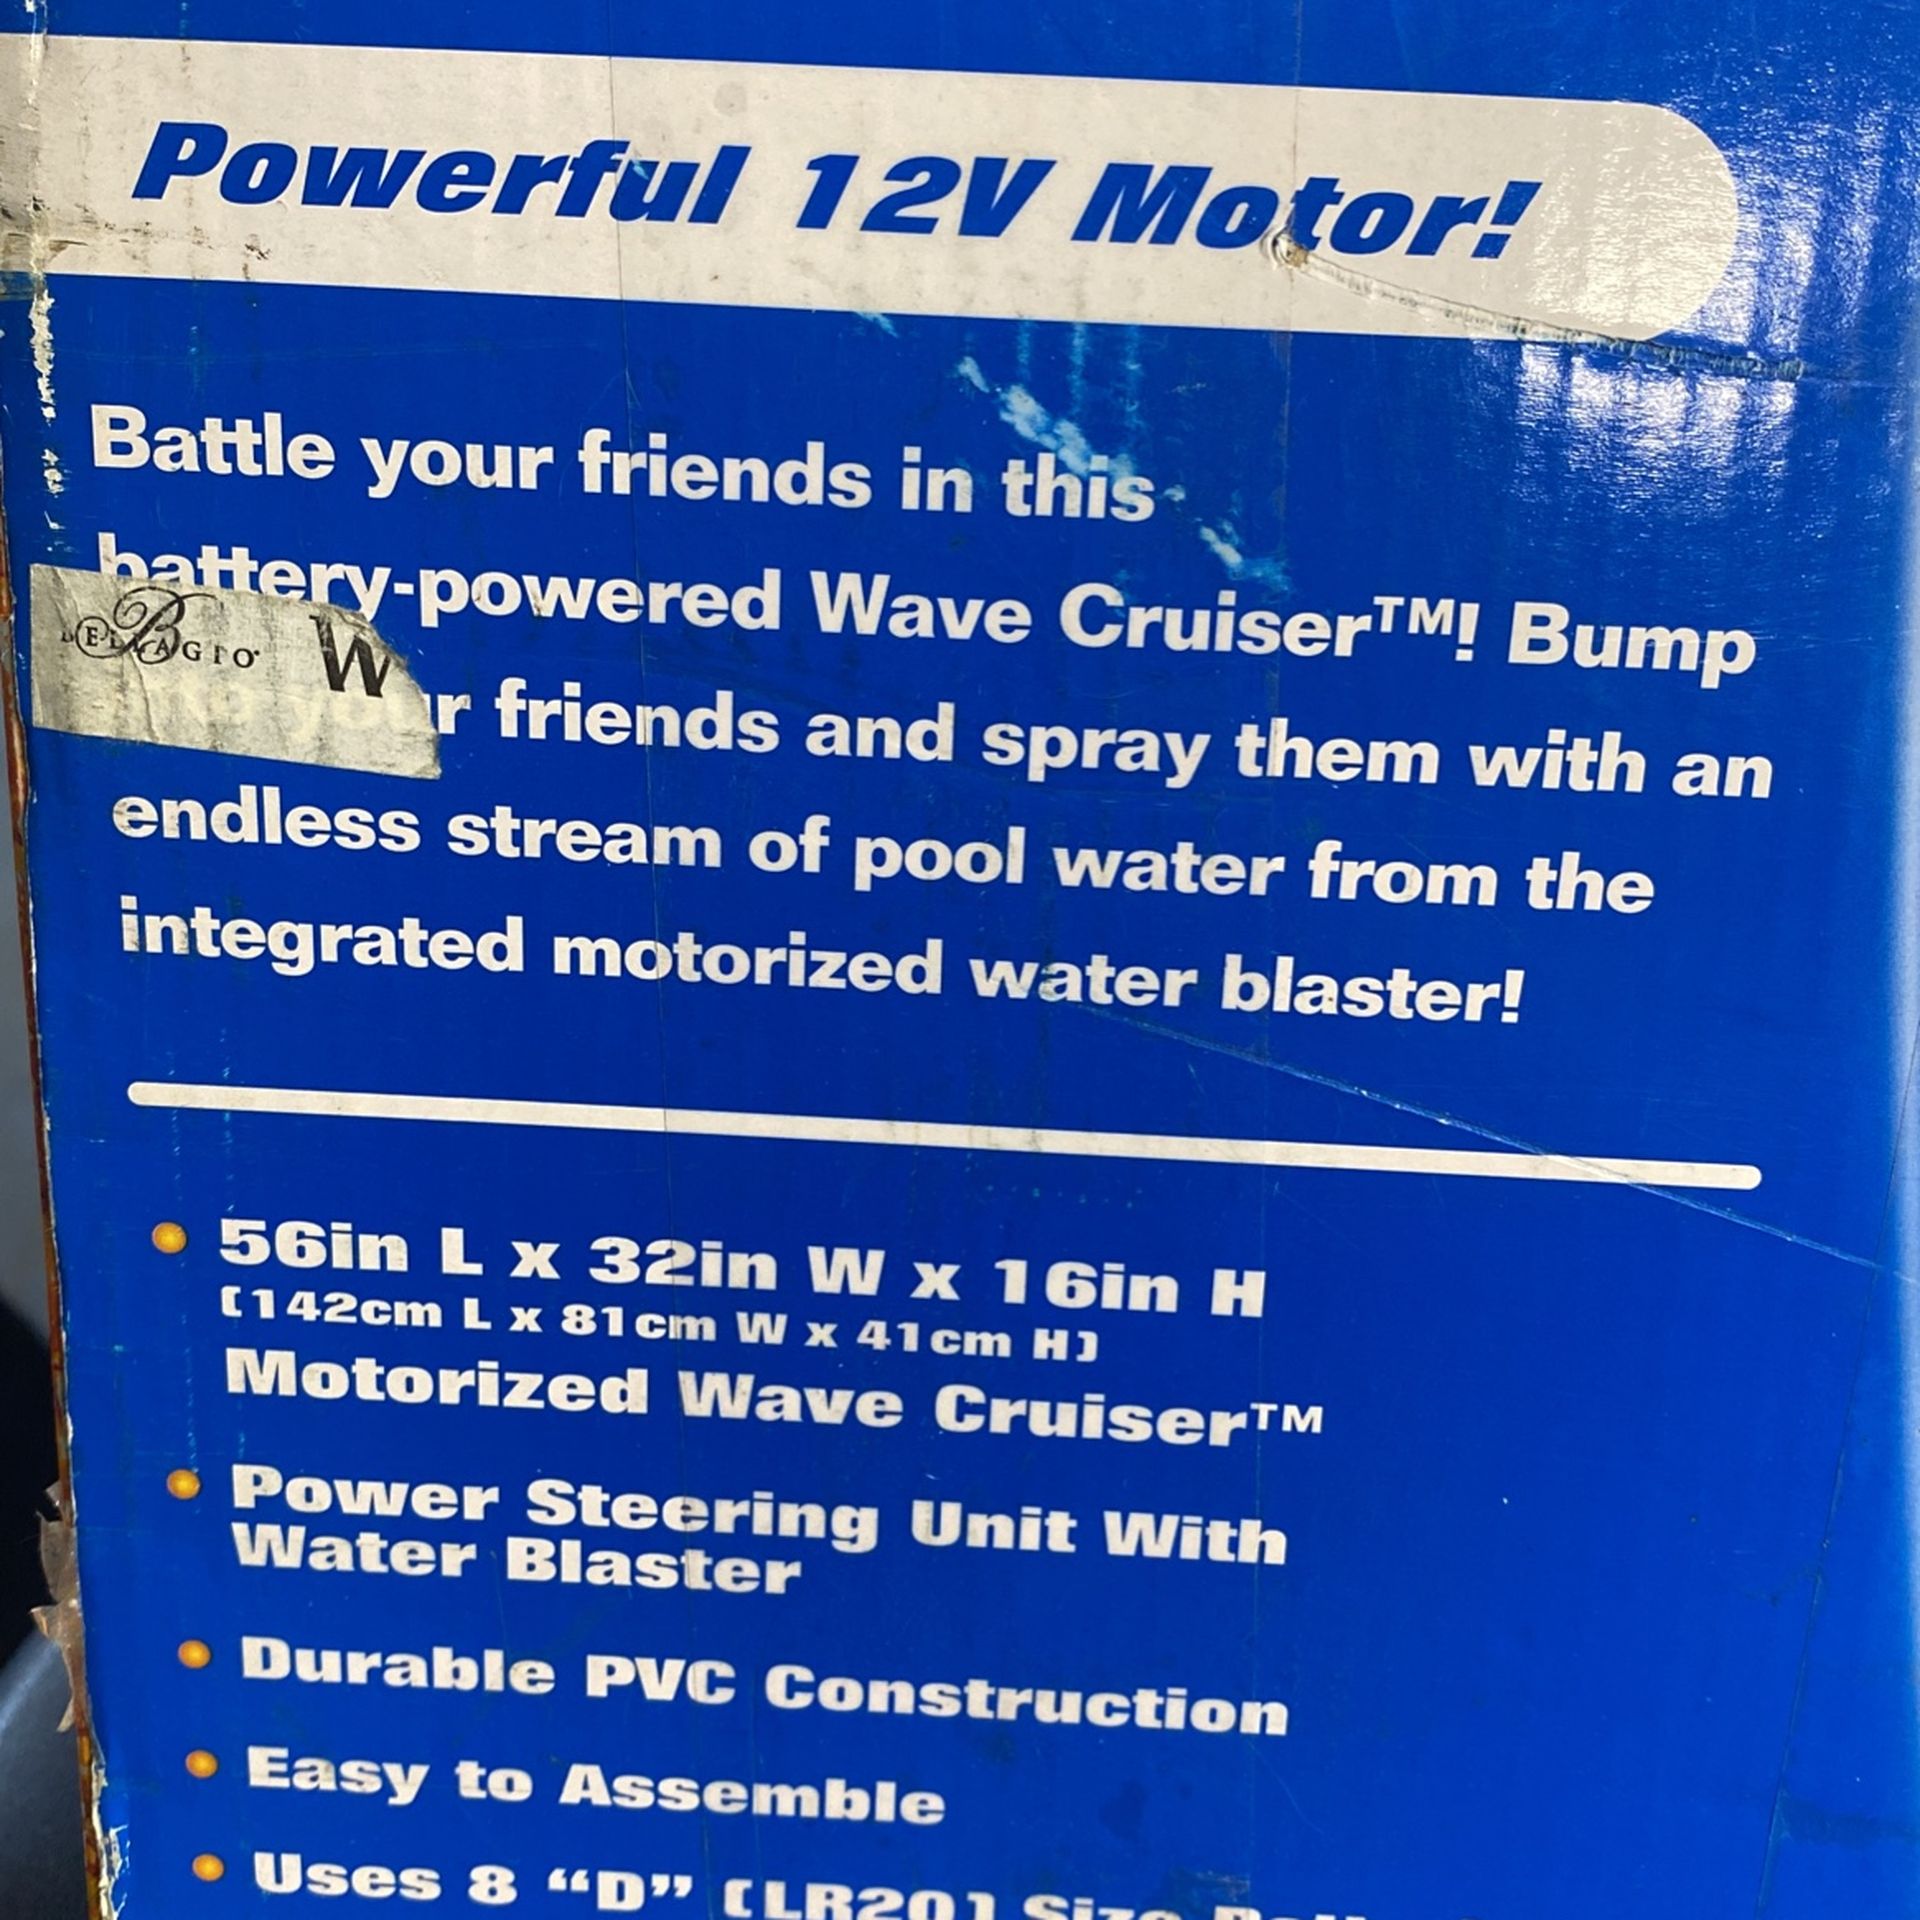 Powerful 12V Motor!
Battle your friends in this
battery-powered Wave Cruiser™! Bump
BELLAGIO W
your friends and spray them with an
endless stream of pool water from the
integrated motorized water blaster!
56in L x 32in W x 16in H
(142cm L x 81cm W x 41cm H)
Motorized Wave Cruiser™
Power Steering Unit With
Water Blaster
Durable PVC Construction
Easy to Assemble
Uses 8 “D” (LR20) Size